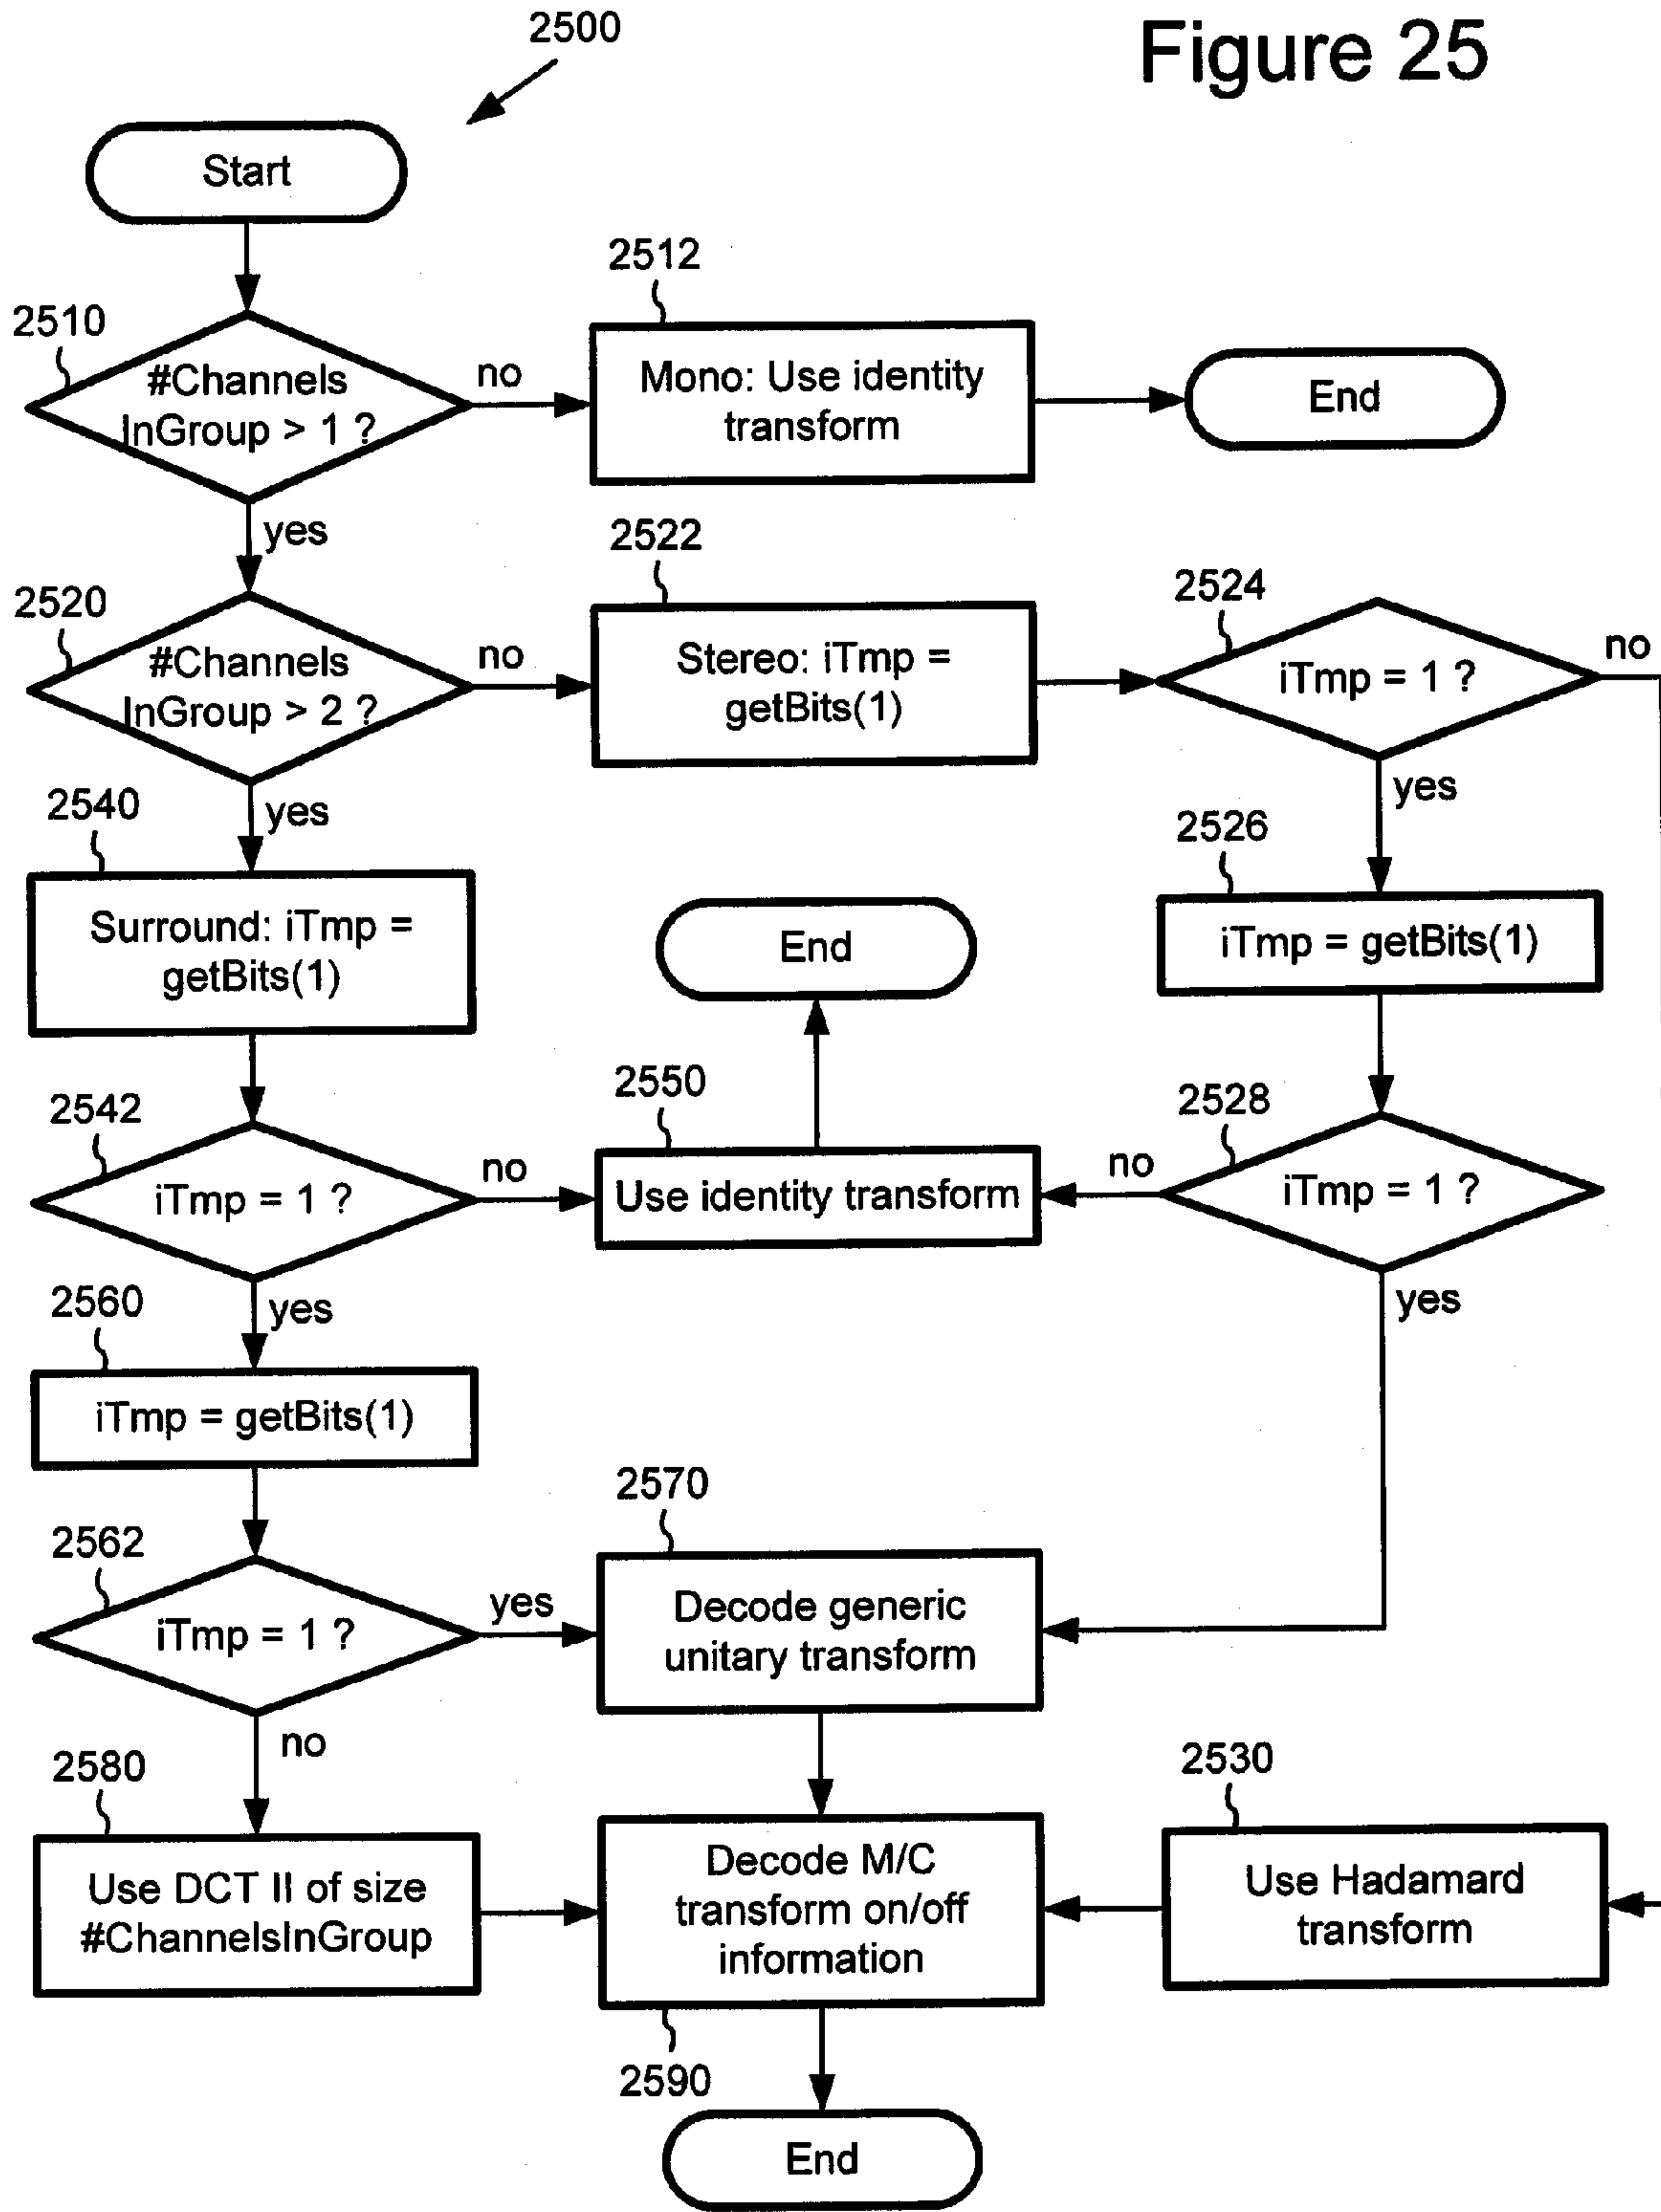 2500
Figure 25
Start
2512
2510
#Channels
InGroup > 1 ?
no
Mono: Use identity
transform
End
yes
2522
2520
2524
#Channels
InGroup > 2 ?
no
Stereo: iTmp =
getBits(1)
iTmp = 1 ?
no
2540
yes
yes
2526
Surround: iTmp =
getBits(1)
End
iTmp = getBits(1)
2542
2550
2528
iTmp = 1 ?
no
Use identity transform
no
iTmp = 1 ?
2560
yes
yes
iTmp = getBits(1)
2570
2562
iTmp = 1 ?
yes
Decode generic
unitary transform
no
2580
2530
Use DCT II of size
#ChannelsInGroup
Decode M/C
transform on/off
information
Use Hadamard
transform
2590
End